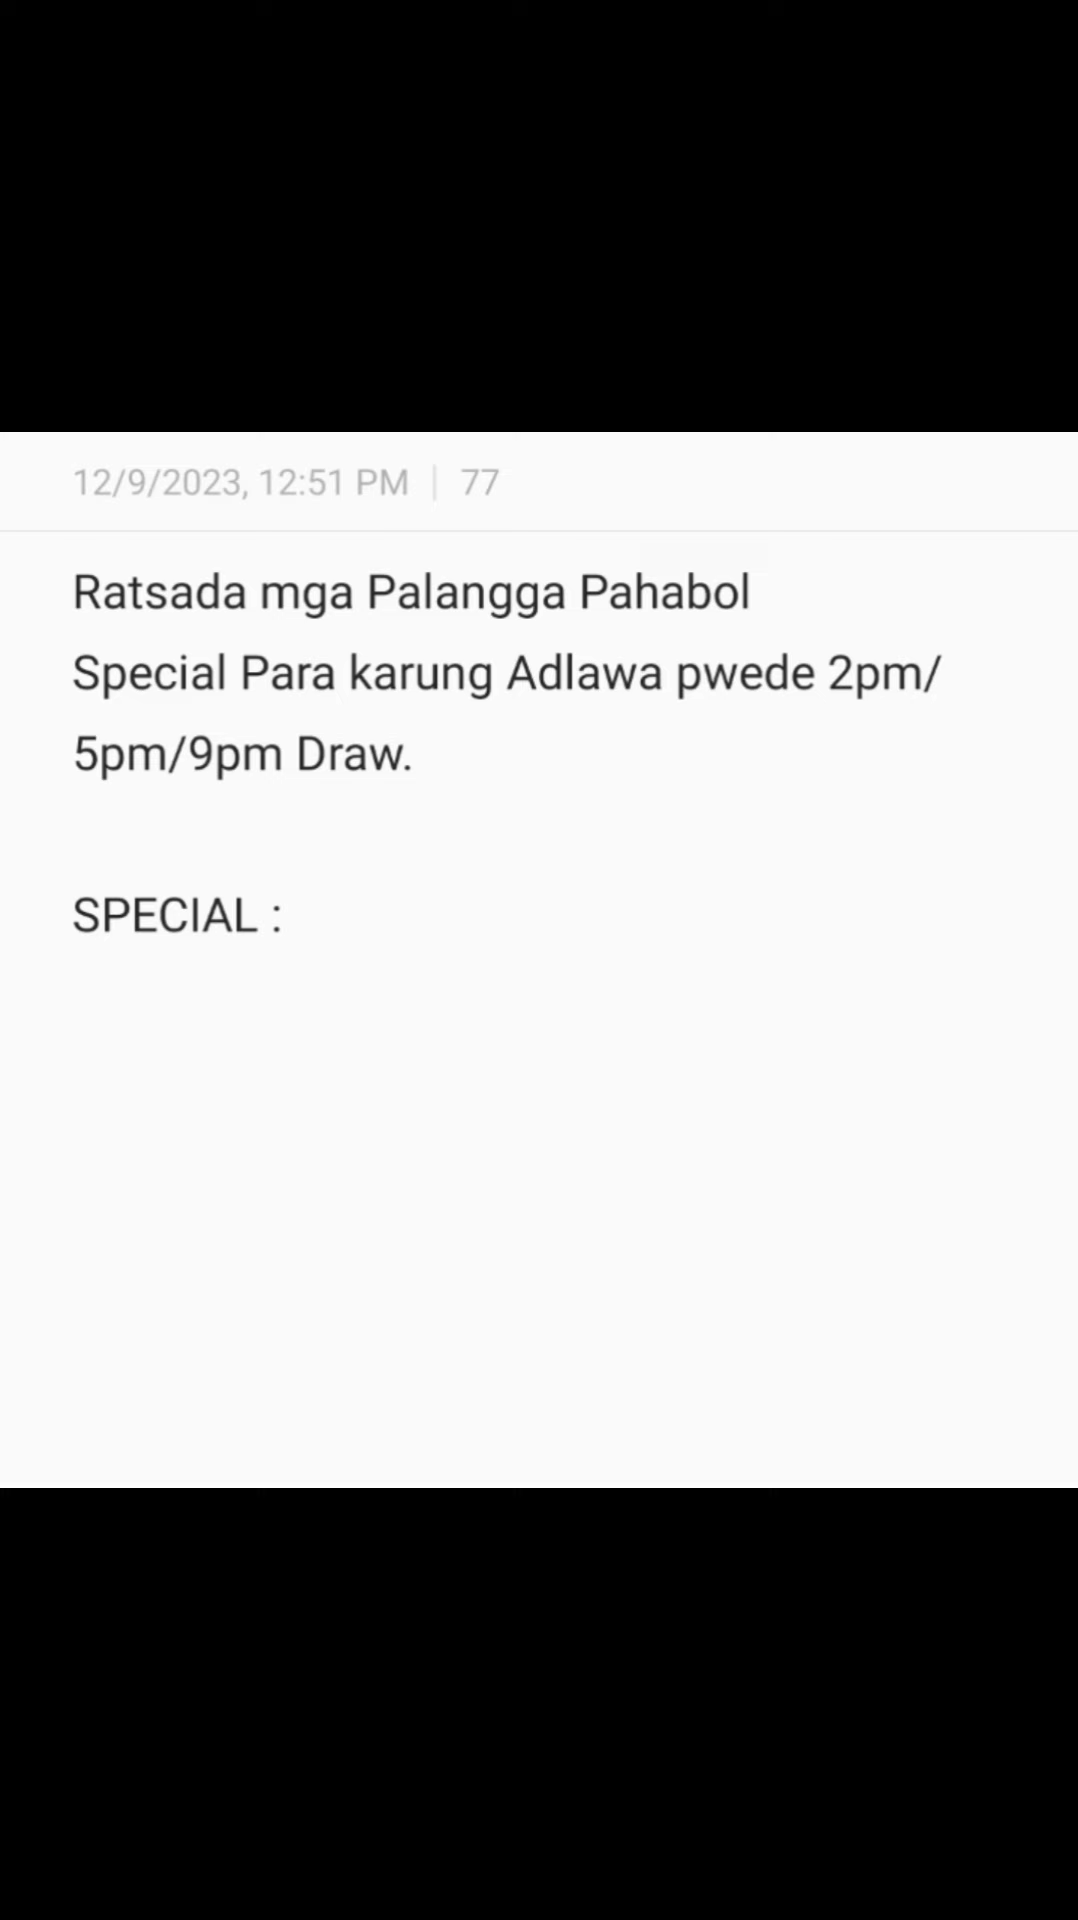 12/9/2023, 12:51 PM | 77
Ratsada mga Palangga Pahabol
Special Para karung Adlawa pwede 2pm/
5pm/9pm Draw.
SPECIAL :